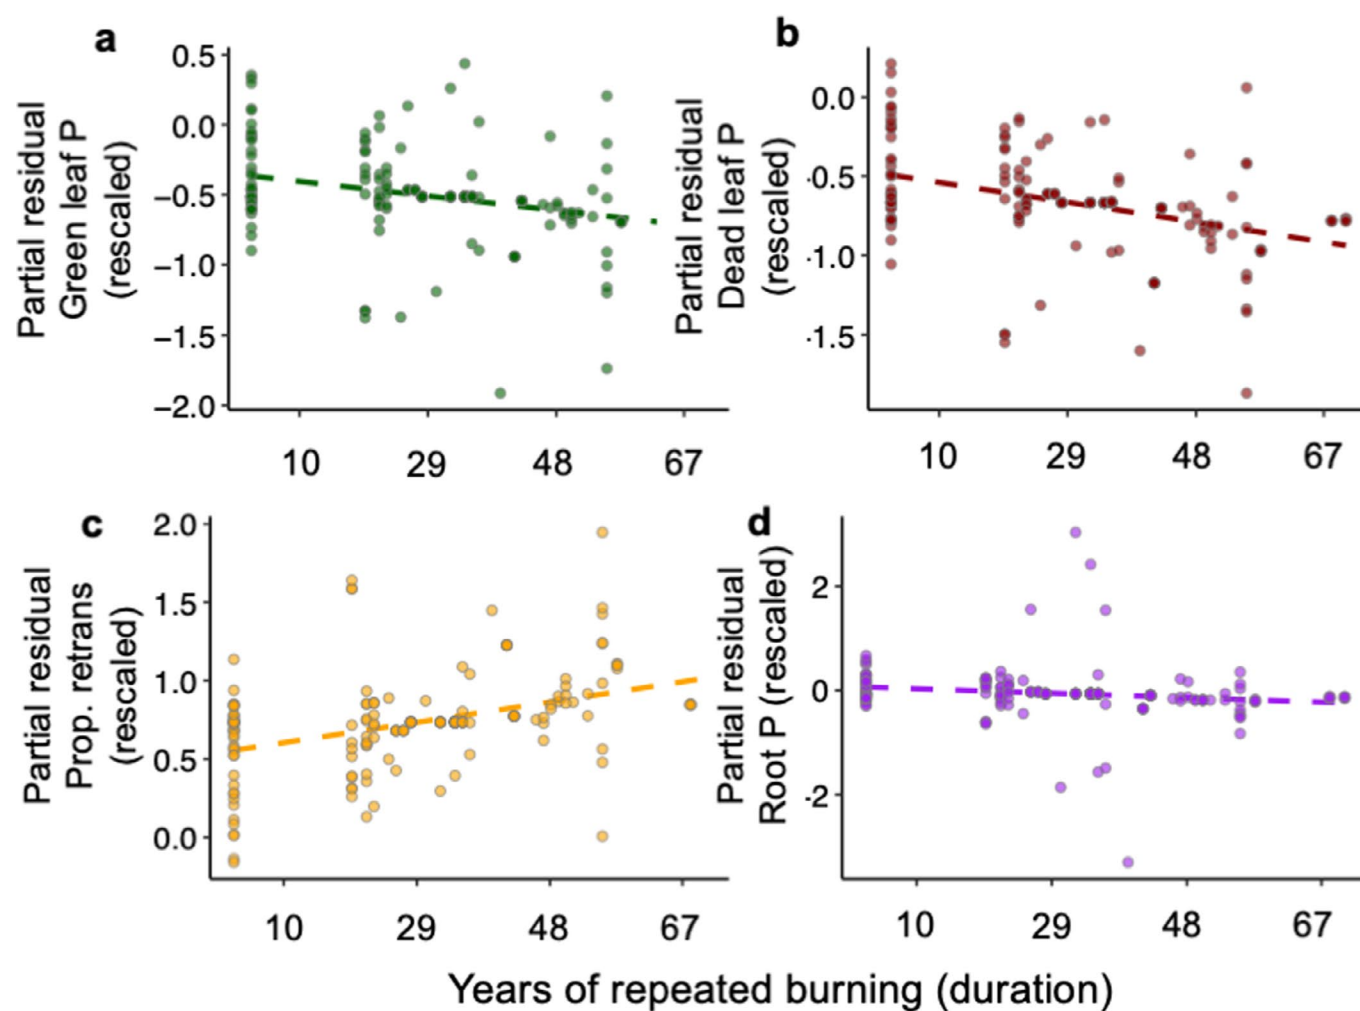 a
Partial residual
Green leaf P
(rescaled)
0.5
0.0
−0.5
−1.0
−1.5
−2.0
10 29 48 67
b
Partial residual
Dead leaf P
(rescaled)
0.0
-0.5
-1.0
-1.5
10 29 48 67
c
Partial residual
Prop. retrans
(rescaled)
2.0
1.5
1.0
0.5
0.0
10 29 48 67
d
Partial residual
Root P (rescaled)
2
0
-2
10 29 48 67
Years of repeated burning (duration)